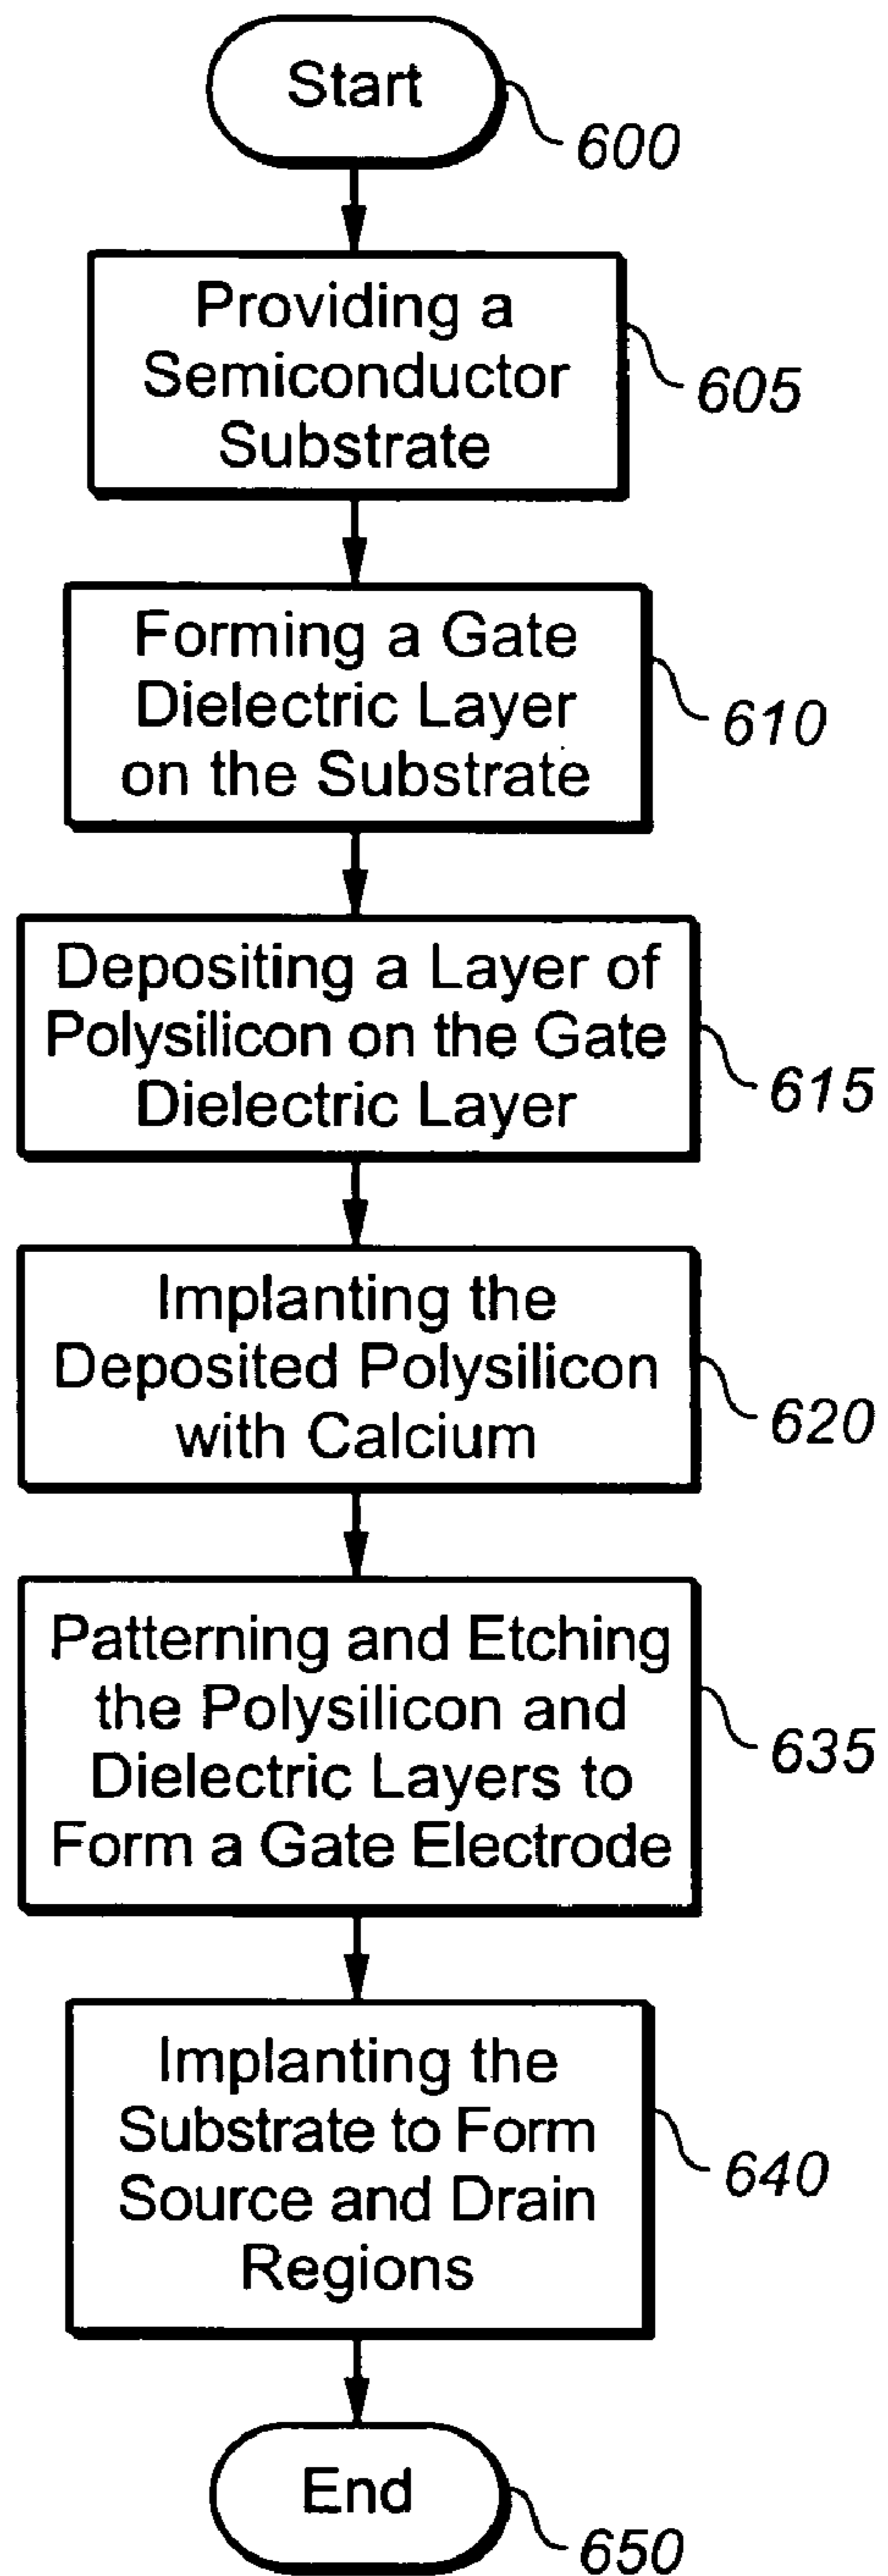 Start
600
Providing a
Semiconductor
Substrate
605
Forming a Gate
Dielectric Layer
on the Substrate
610
Depositing a Layer of
Polysilicon on the Gate
Dielectric Layer
615
Implanting the
Deposited Polysilicon
with Calcium
620
Patterning and Etching
the Polysilicon and
Dielectric Layers to
Form a Gate Electrode
635
Implanting the
Substrate to Form
Source and Drain
Regions
640
End
650